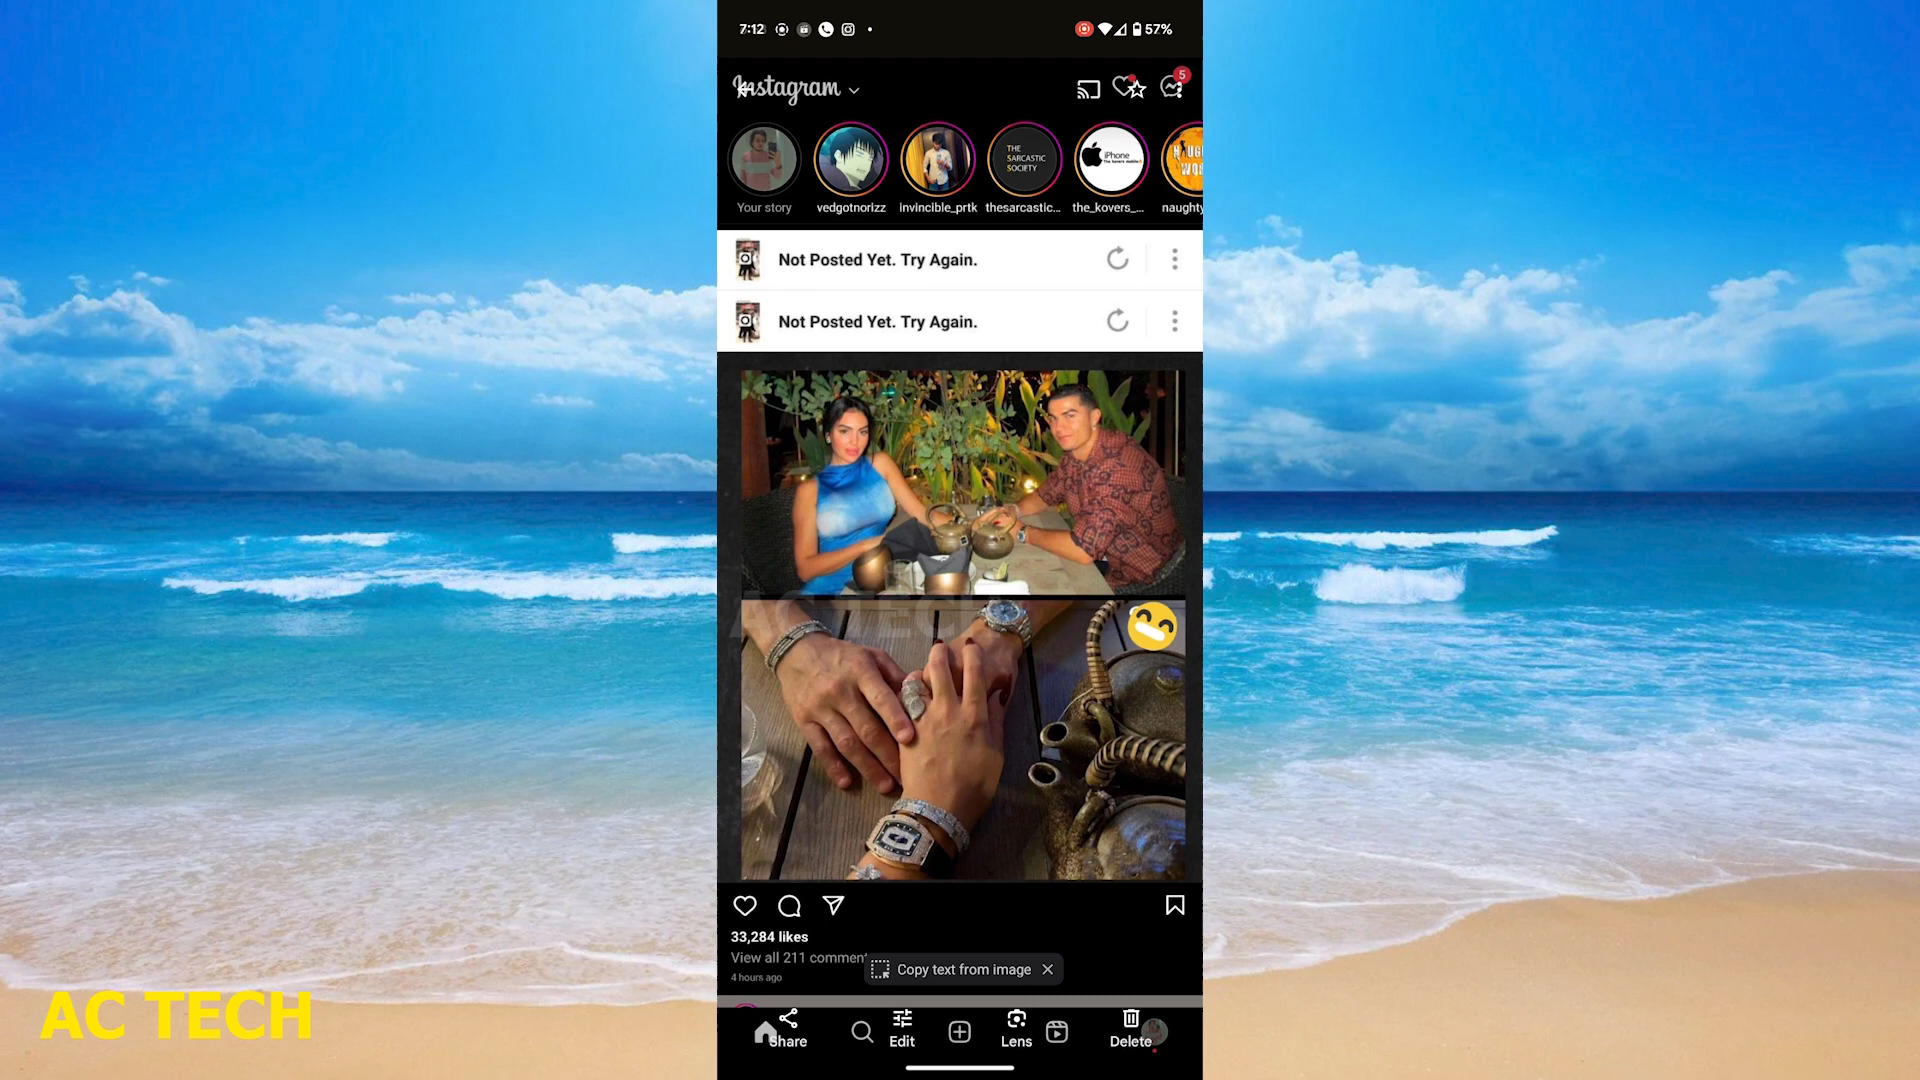 7:12
57%
Instagram
5
THE
SARCASTIC
SOCIETY
iPhone
Your story
vedgotnorizz
invincible_prtk
thesarcastic...
the_kovers_...
naughty
Not Posted Yet. Try Again.
Not Posted Yet. Try Again.
AC TECH
33,284 likes
View all 211 comment
4 hours ago
Copy text from image
Share
Edit
Lens
Delete
AC TECH